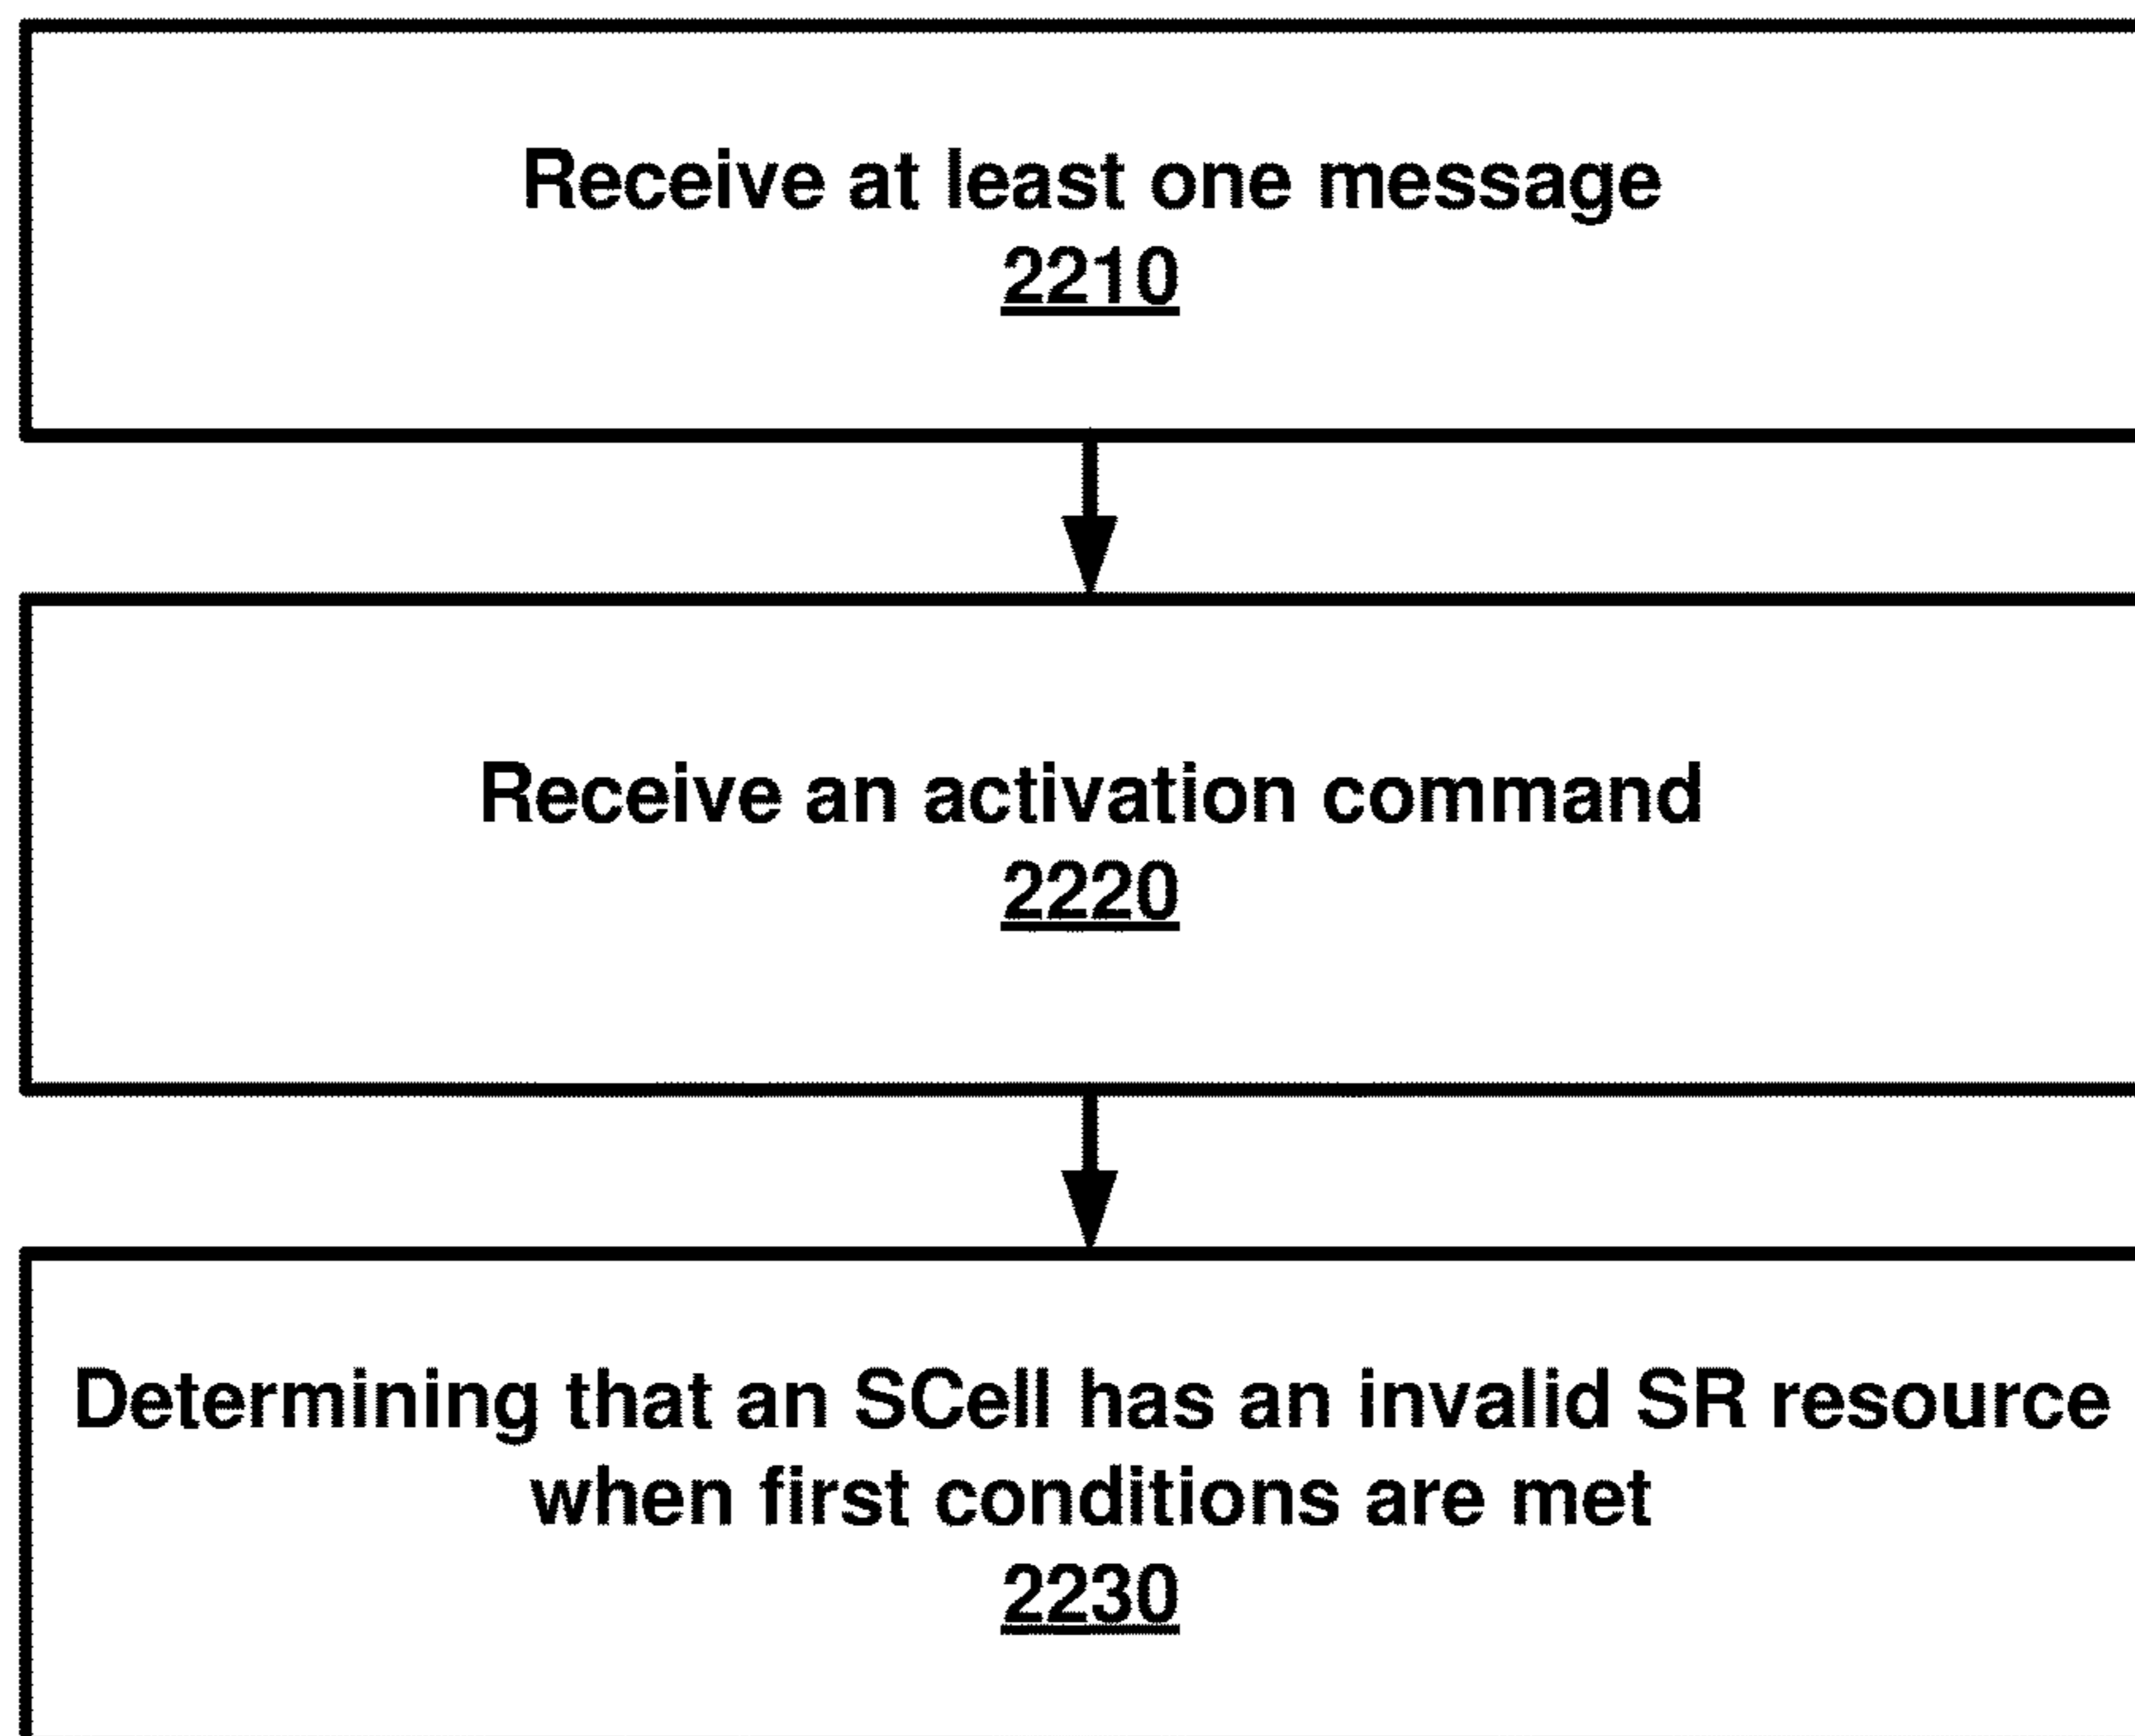 Receive at least one message
2210
Receive an activation command
2220
Determining that an SCell has an invalid SR resource
when first conditions are met
2230